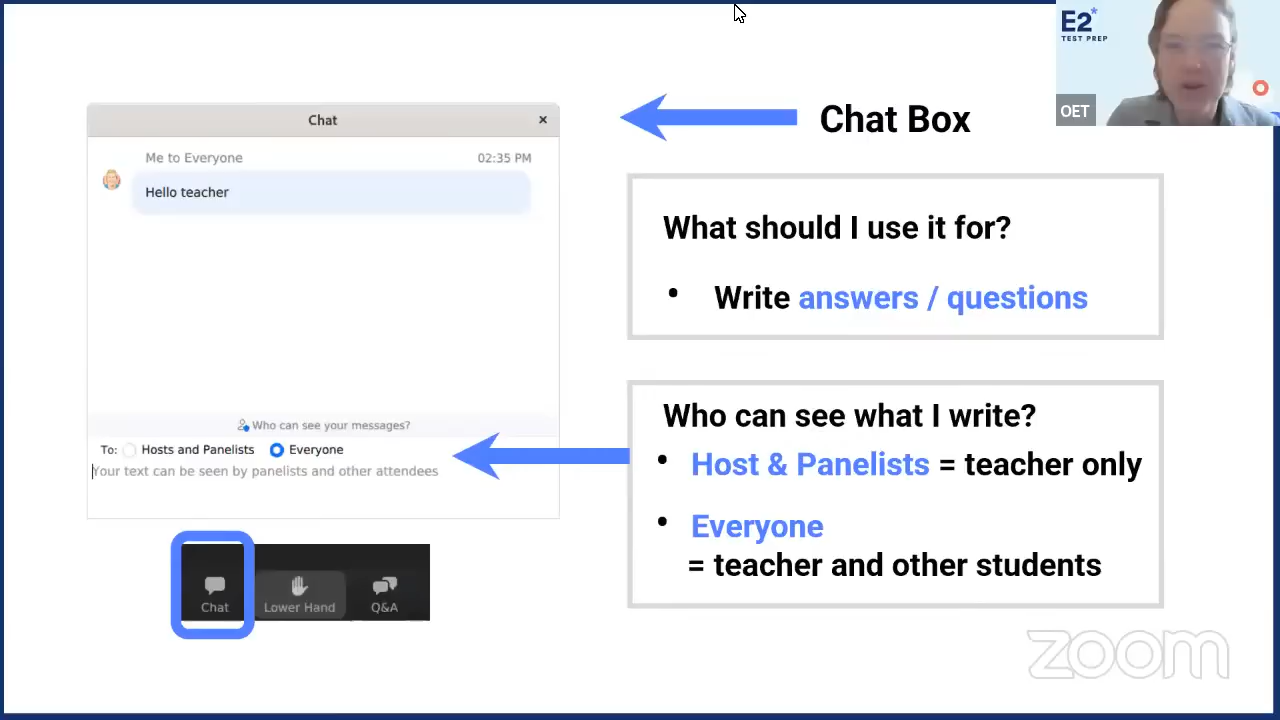 E2*
TEST PREP
OET
Chat
×
Me to Everyone 02:35 PM
Hello teacher
Who can see your messages?
To: Hosts and Panelists Everyone
Your text can be seen by panelists and other attendees
Chat Lower Hand Q&A
Chat Box
What should I use it for?
• Write answers / questions
Who can see what I write?
• Host & Panelists = teacher only
• Everyone
= teacher and other students
zoom